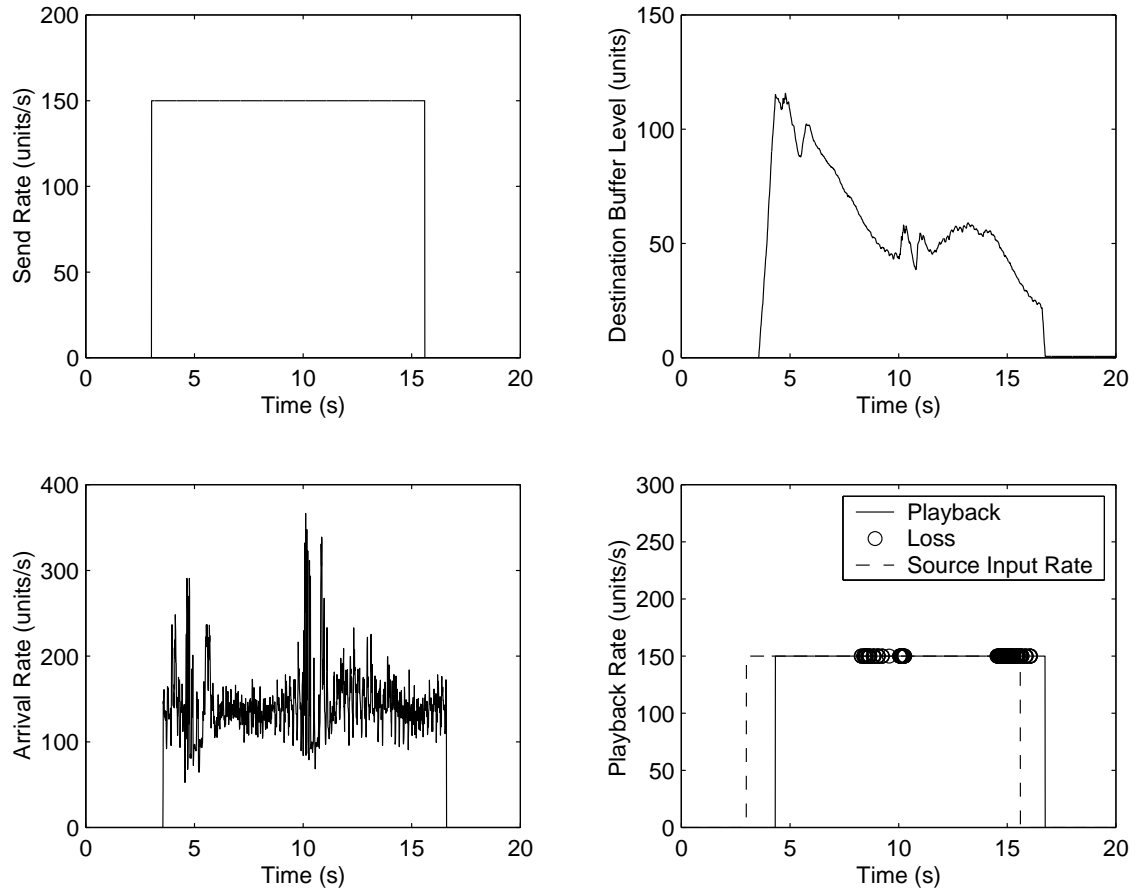 Send Rate (units/s)
200
150
100
50
0
0 5 10 15 20
Time (s)
Destination Buffer Level (units)
150
100
50
0
0 5 10 15 20
Time (s)
Arrival Rate (units/s)
400
300
200
100
0
0 5 10 15 20
Time (s)
Playback Rate (units/s)
300
250
200
150
100
50
0
0 5 10 15 20
Time (s)
Playback
Loss
Source Input Rate